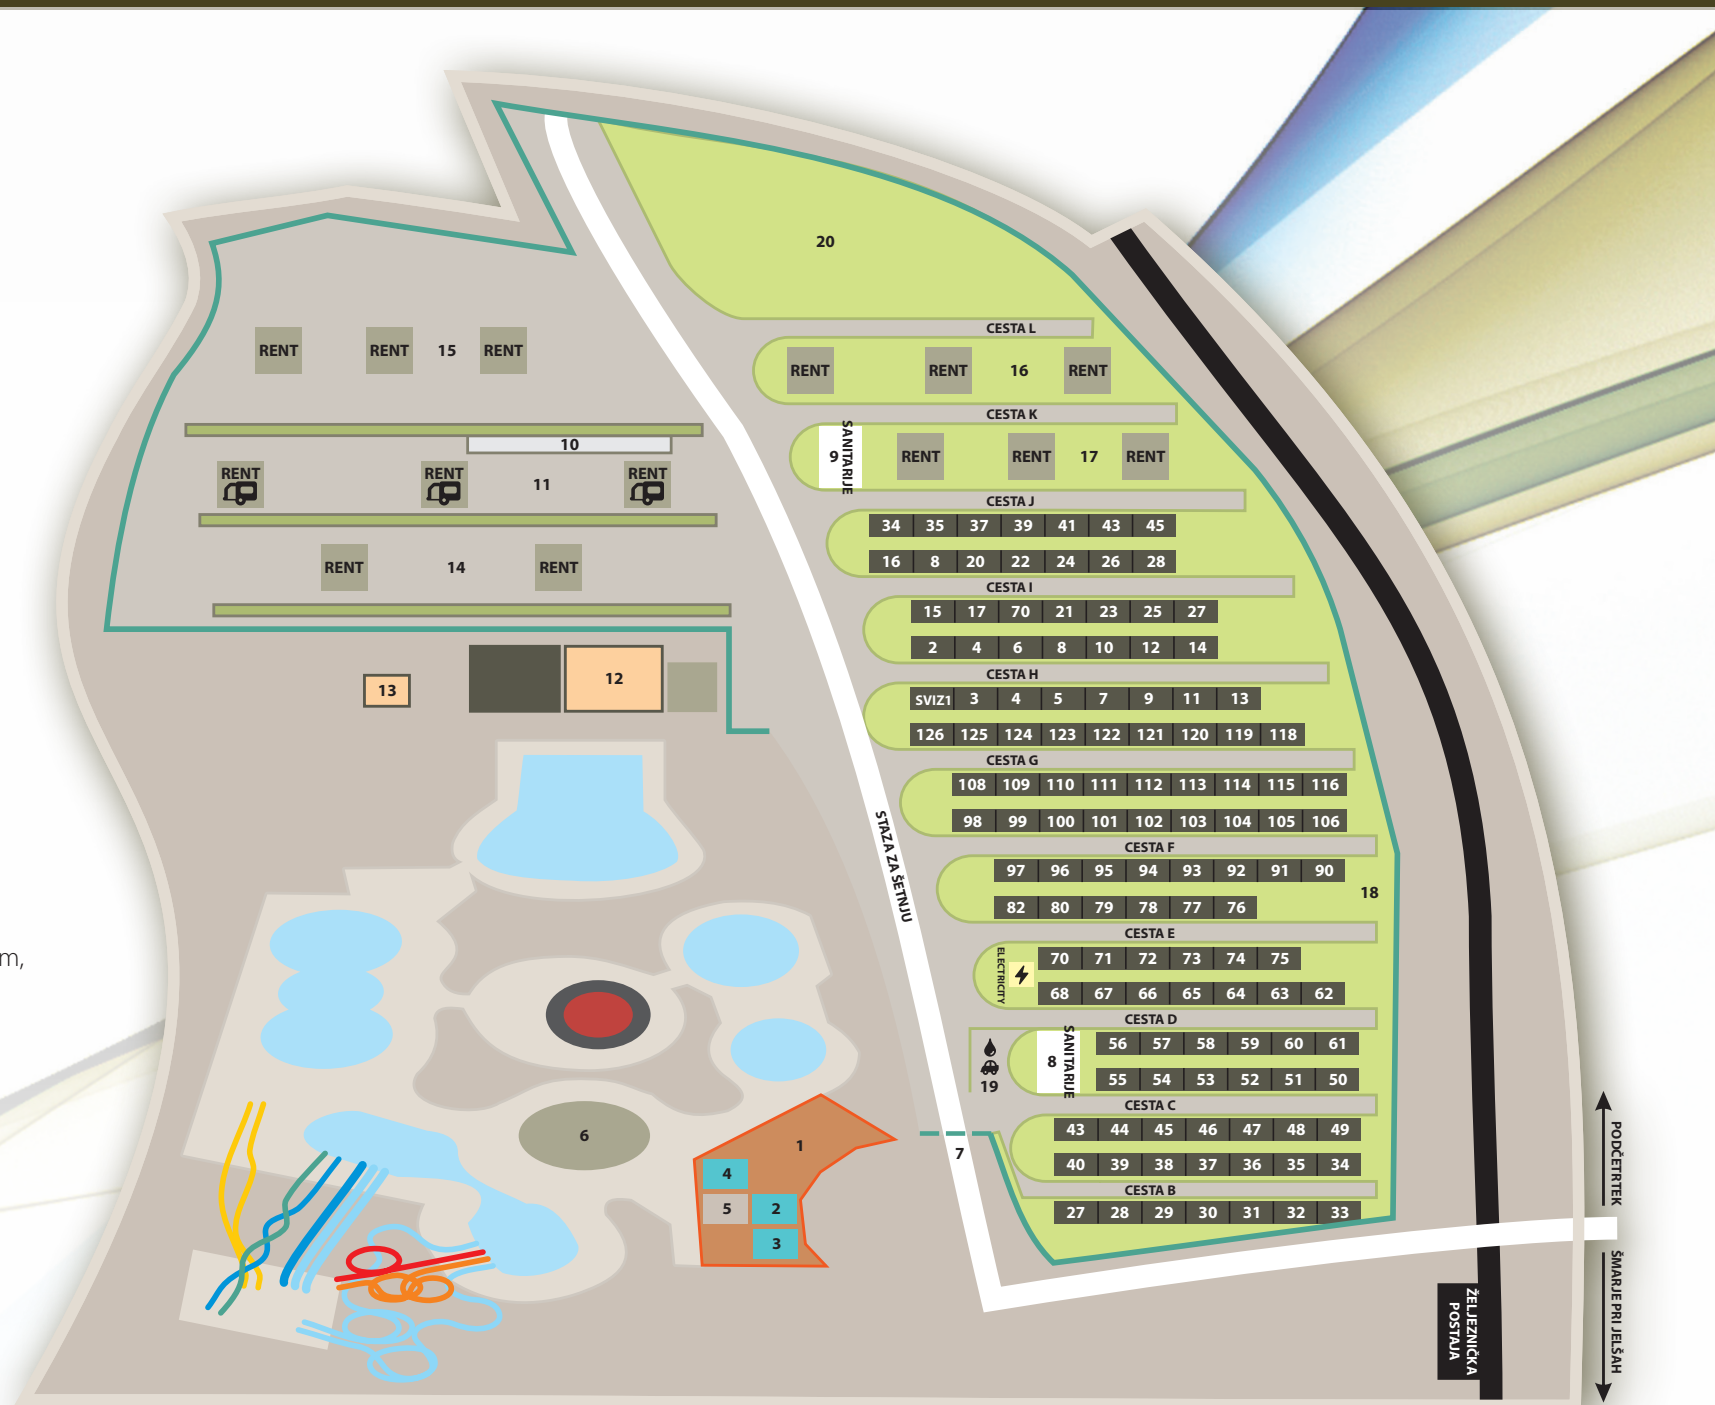 20
CESTA L
RENT RENT 15 RENT
RENT RENT 16 RENT
CESTA K
10
9 SANITARIJE RENT RENT 17 RENT
RENT RENT 11 RENT
CESTA J
34 35 37 39 41 43 45
16 8 20 22 24 26 28
RENT 14 RENT
CESTA I
15 17 70 21 23 25 27
2 4 6 8 10 12 14
CESTA H
13 12
SVIZ1 3 4 5 7 9 11 13
126 125 124 123 122 121 120 119 118
CESTA G
108 109 110 111 112 113 114 115 116
98 99 100 101 102 103 104 105 106
STAZA ZA ŠETNJU
CESTA F
97 96 95 94 93 92 91 90
18
82 80 79 78 77 76
CESTA E
m,
ELECTRICITY
70 71 72 73 74 75
68 67 66 65 64 63 62
CESTA D
8 SANITARIJE
56 57 58 59 60 61
19
55 54 53 52 51 50
CESTA C
43 44 45 46 47 48 49
6
1
7
40 39 38 37 36 35 34
4
CESTA B
5 2
27 28 29 30 31 32 33
3
PODČETRTEK
ŠMARJE PRI JELŠAH
ŽELJEZNIČKA
POSTAJA